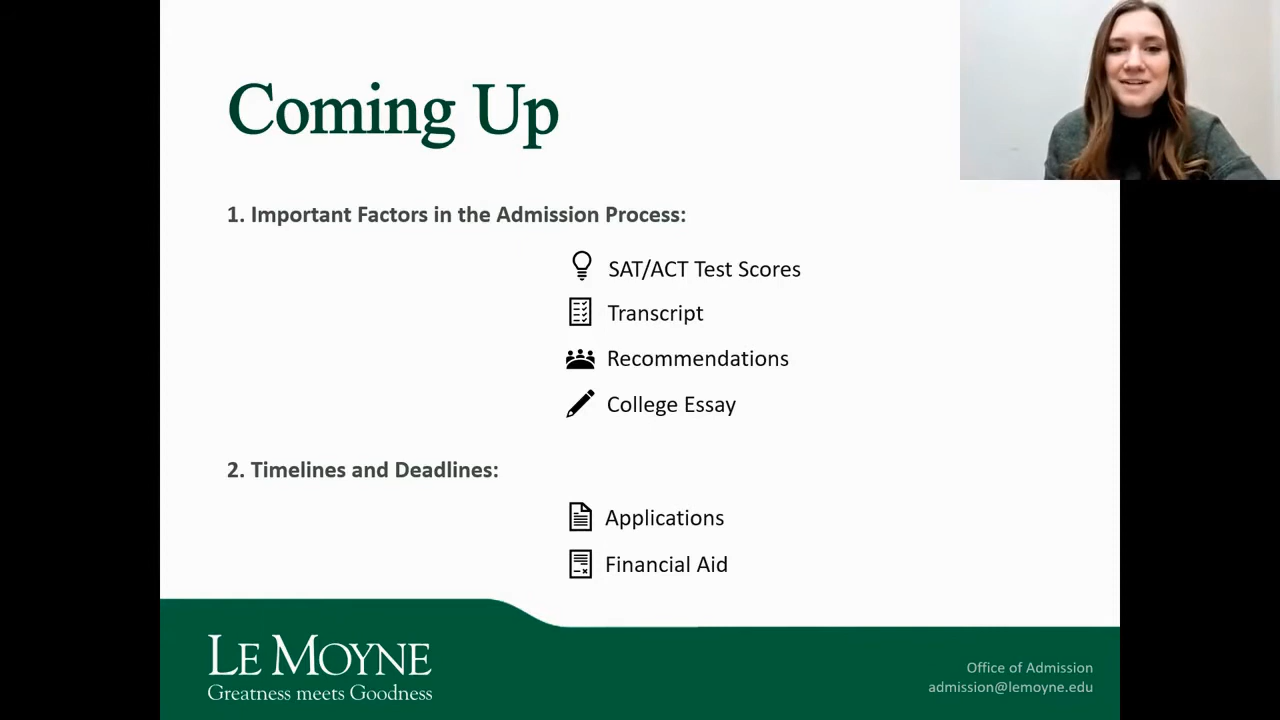 Coming Up
1. Important Factors in the Admission Process:
SAT/ACT Test Scores
Transcript
Recommendations
College Essay
2. Timelines and Deadlines:
Applications
Financial Aid
LE MOYNE
Greatness meets Goodness
Office of Admission
admission@lemoyne.edu